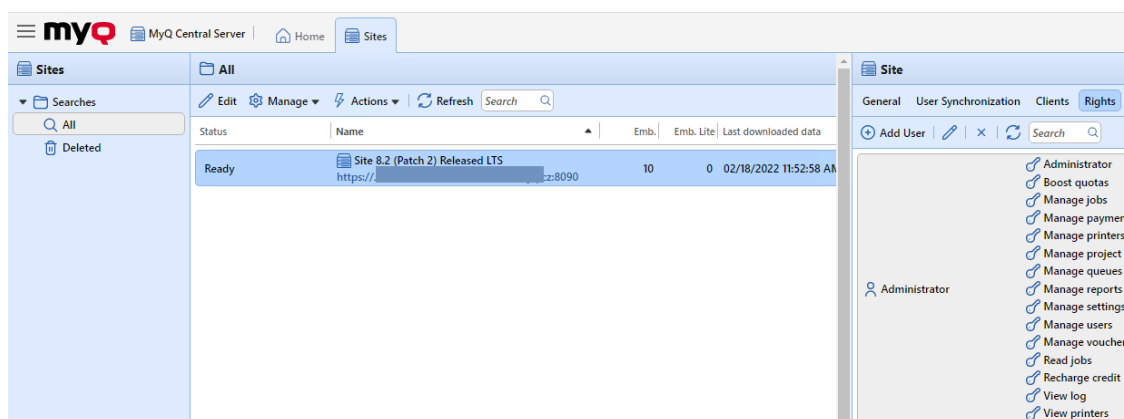 myQ MyQ Central Server Home Sites
Sites
Searches
All
Deleted
All
Edit Manage Actions Refresh Search
Status Name Emb. Emb. Lite Last downloaded data
Ready Site 8.2 (Patch 2) Released LTS 10 0 02/18/2022 11:52:58 AM
https://. cz:8090
Site
General User Synchronization Clients Rights
Add User Search
Administrator
Administrator
Boost quotas
Manage jobs
Manage paymen
Manage printers
Manage project
Manage queues
Manage reports
Manage settings
Manage users
Manage voucher
Read jobs
Recharge credit
View log
View printers